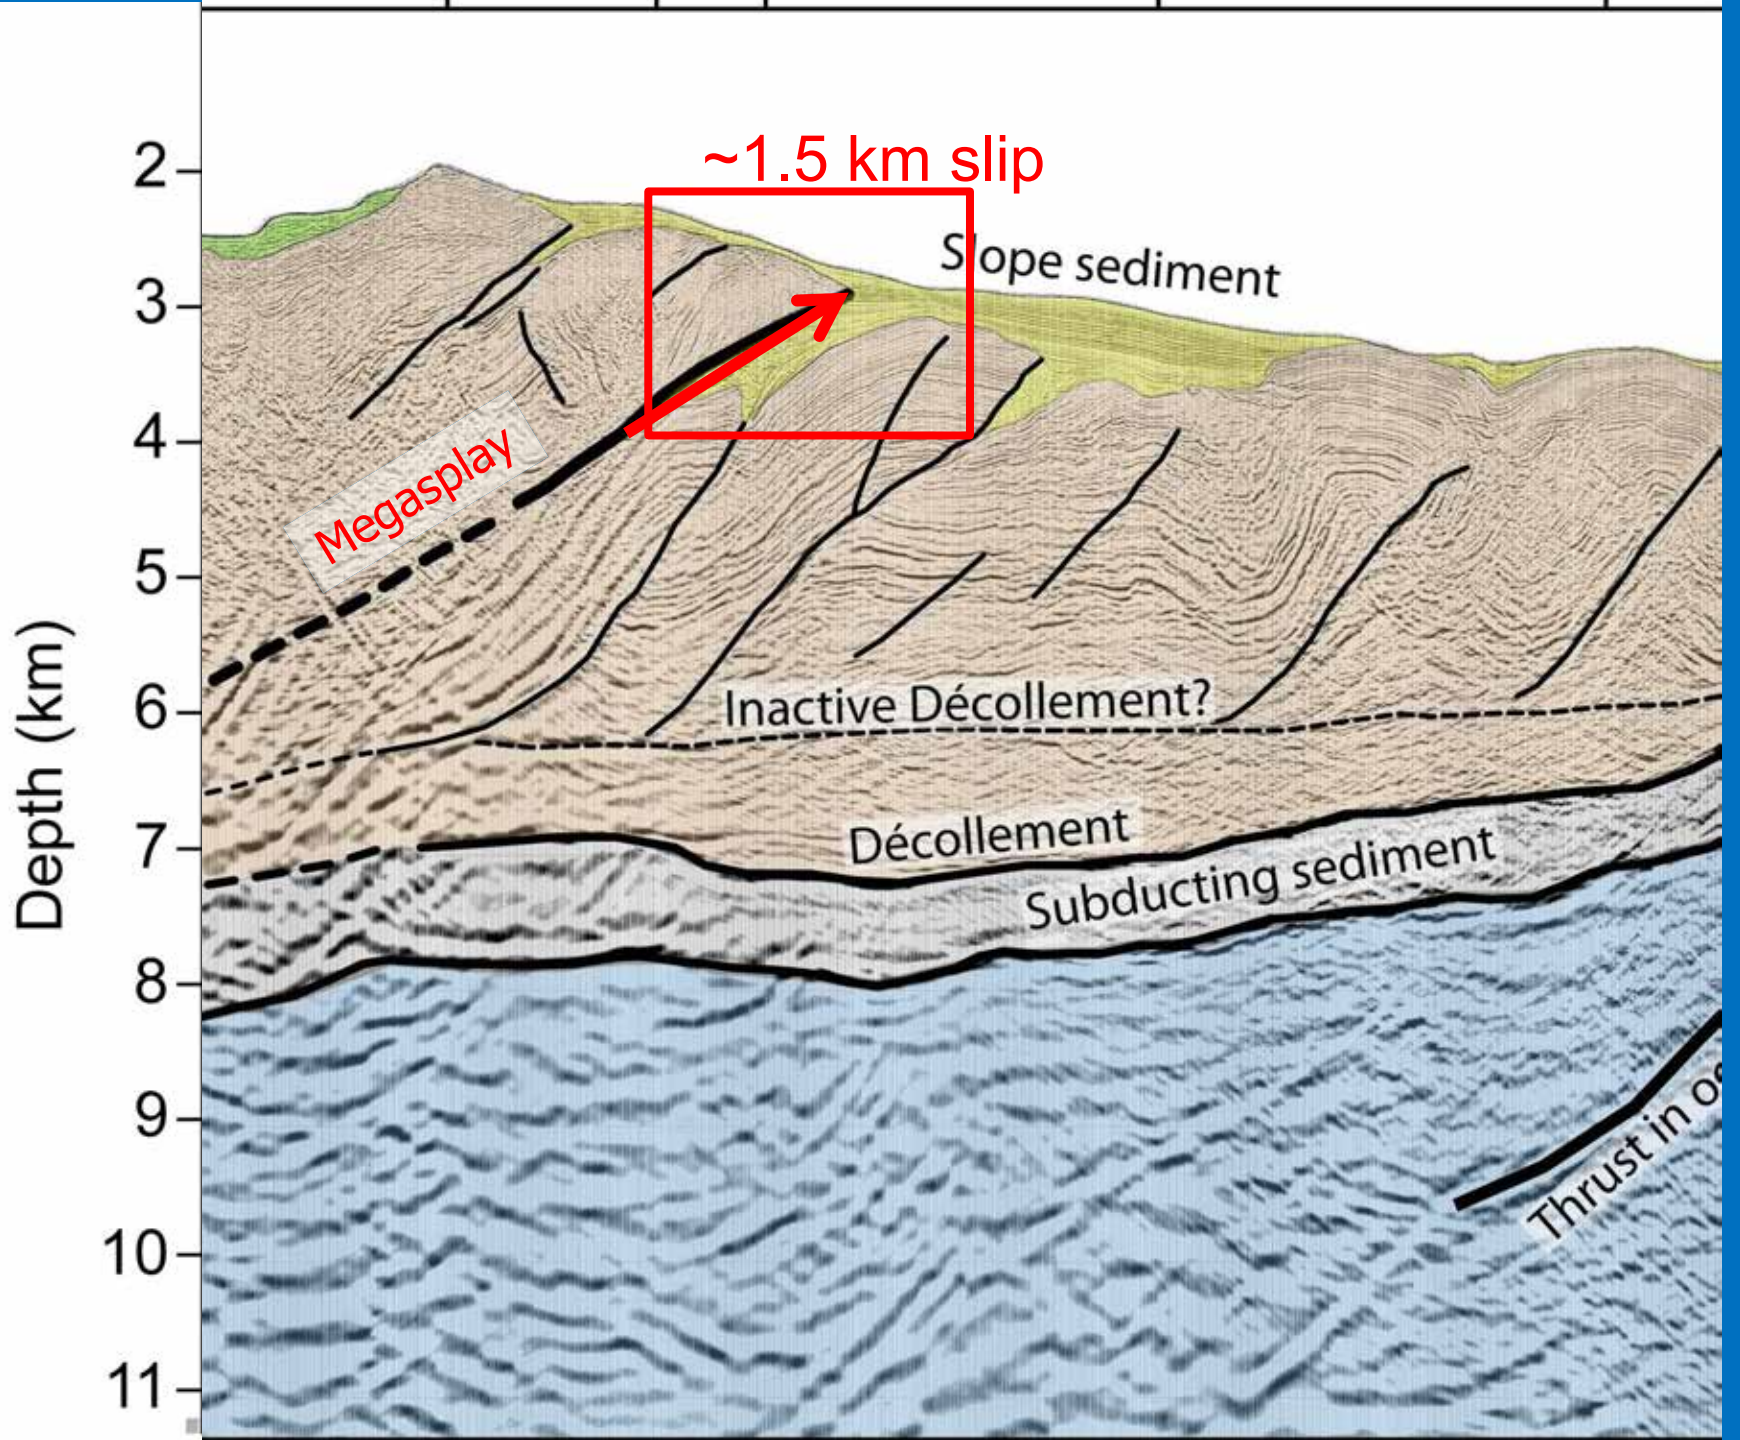 ~1.5 km slip
2
Slope sediment
3
4
Megasplay
5
Depth (km)
6
Inactive Décollement?
7
Décollement
Subducting sediment
8
9
Thrust in
10
11